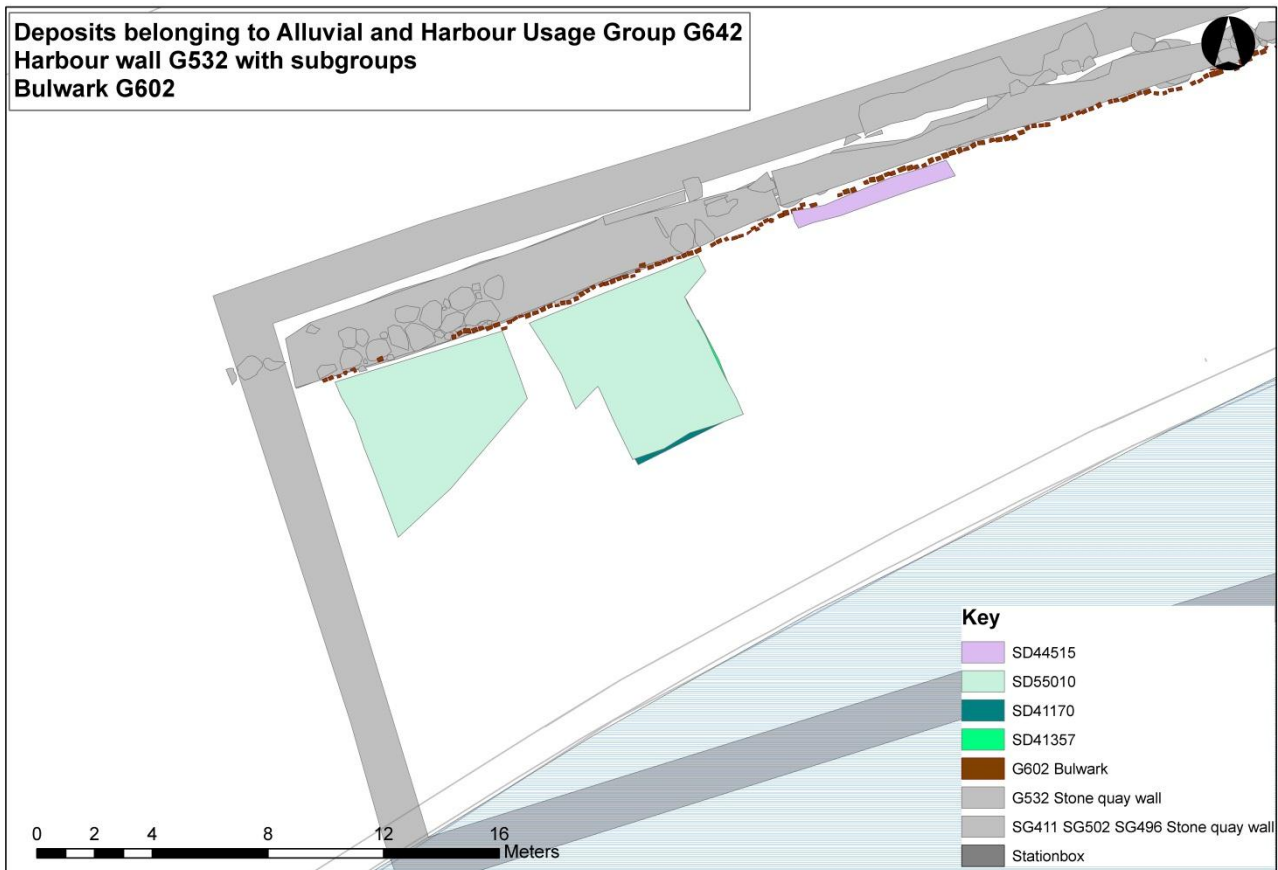 Deposits belonging to Alluvial and Harbour Usage Group G642
Harbour wall G532 with subgroups
Bulwark G602
Key
SD44515
SD55010
SD41170
SD41357
G602 Bulwark
G532 Stone quay wall
SG411 SG502 SG496 Stone quay wall
Stationbox
0 2 4 8 12 16
Meters